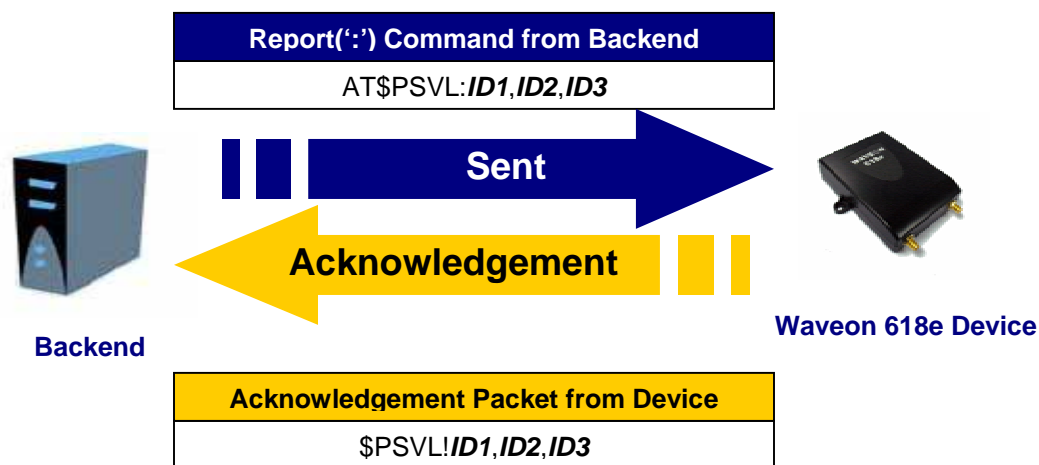 Report(‘:’) Command from Backend
AT$PSVL:ID1,ID2,ID3
Sent
Acknowledgement
Waveon 618e Device
Backend
Acknowledgement Packet from Device
$PSVL!ID1,ID2,ID3